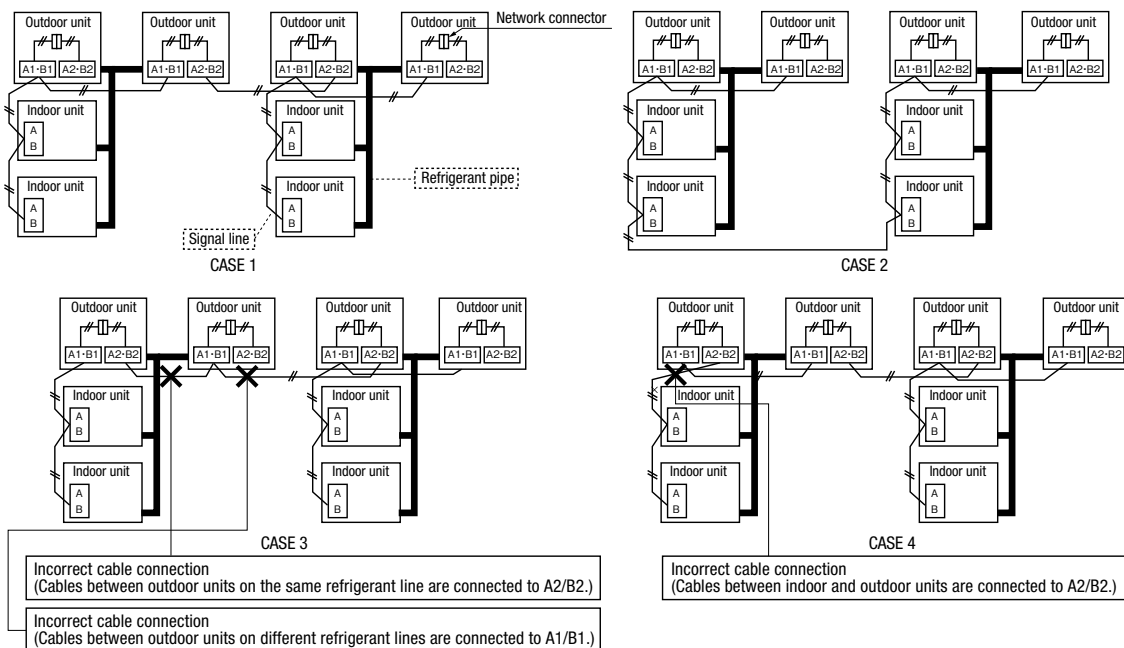 Outdoor unit
A1·B1 A2·B2
Outdoor unit
A1·B1 A2·B2
Outdoor unit
A1·B1 A2·B2
Outdoor unit
A1·B1 A2·B2
Network connector
Indoor unit
A
B
Indoor unit
A
B
Indoor unit
A
B
Indoor unit
A
B
Refrigerant pipe
Signal line
CASE 1
Outdoor unit
A1·B1 A2·B2
Outdoor unit
A1·B1 A2·B2
Outdoor unit
A1·B1 A2·B2
Outdoor unit
A1·B1 A2·B2
Indoor unit
A
B
Indoor unit
A
B
Indoor unit
A
B
Indoor unit
A
B
CASE 2
Outdoor unit
A1·B1 A2·B2
Outdoor unit
A1·B1 A2·B2
Outdoor unit
A1·B1 A2·B2
Outdoor unit
A1·B1 A2·B2
Indoor unit
A
B
Indoor unit
A
B
Indoor unit
A
B
Indoor unit
A
B
CASE 3
Incorrect cable connection
(Cables between outdoor units on the same refrigerant line are connected to A2/B2.)
Incorrect cable connection
(Cables between outdoor units on different refrigerant lines are connected to A1/B1.)
Outdoor unit
A1·B1 A2·B2
Outdoor unit
A1·B1 A2·B2
Outdoor unit
A1·B1 A2·B2
Outdoor unit
A1·B1 A2·B2
Indoor unit
A
B
Indoor unit
A
B
Indoor unit
A
B
Indoor unit
A
B
CASE 4
Incorrect cable connection
(Cables between indoor and outdoor units are connected to A2/B2.)